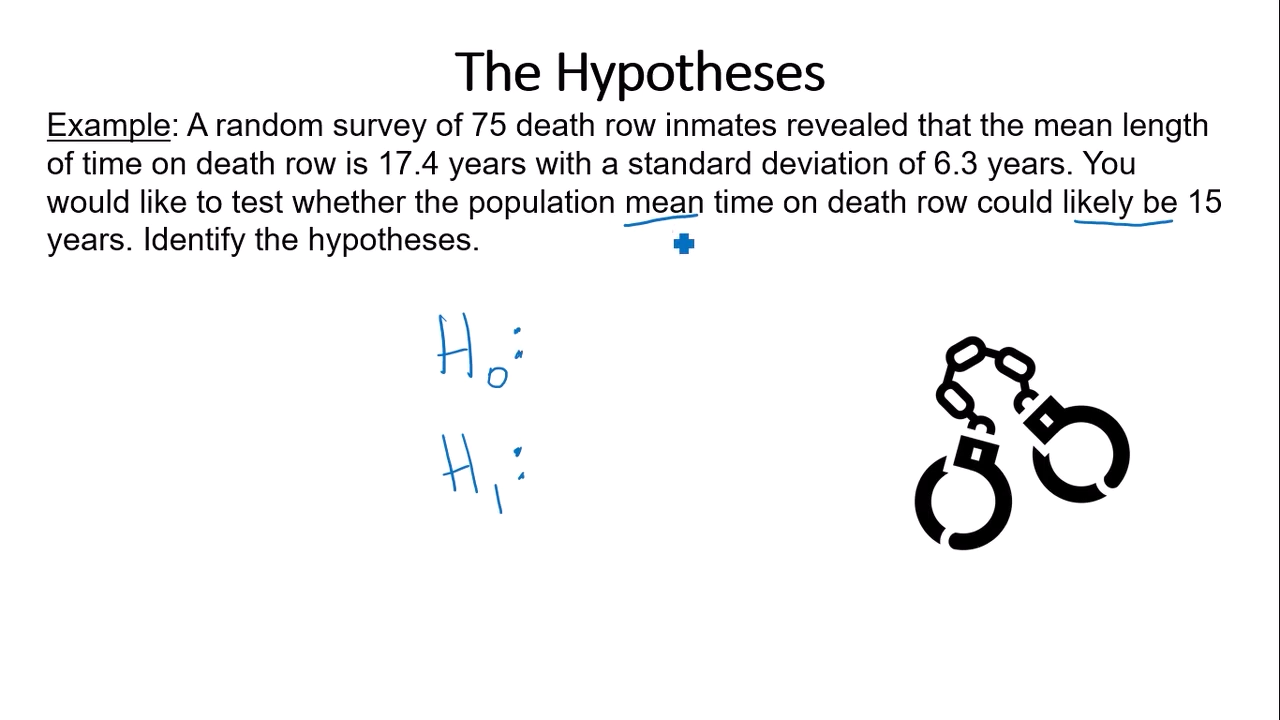 The Hypotheses
Example: A random survey of 75 death row inmates revealed that the mean length
of time on death row is 17.4 years with a standard deviation of 6.3 years. You
would like to test whether the population mean time on death row could likely be 15
years. Identify the hypotheses.
H₀:
H₁: